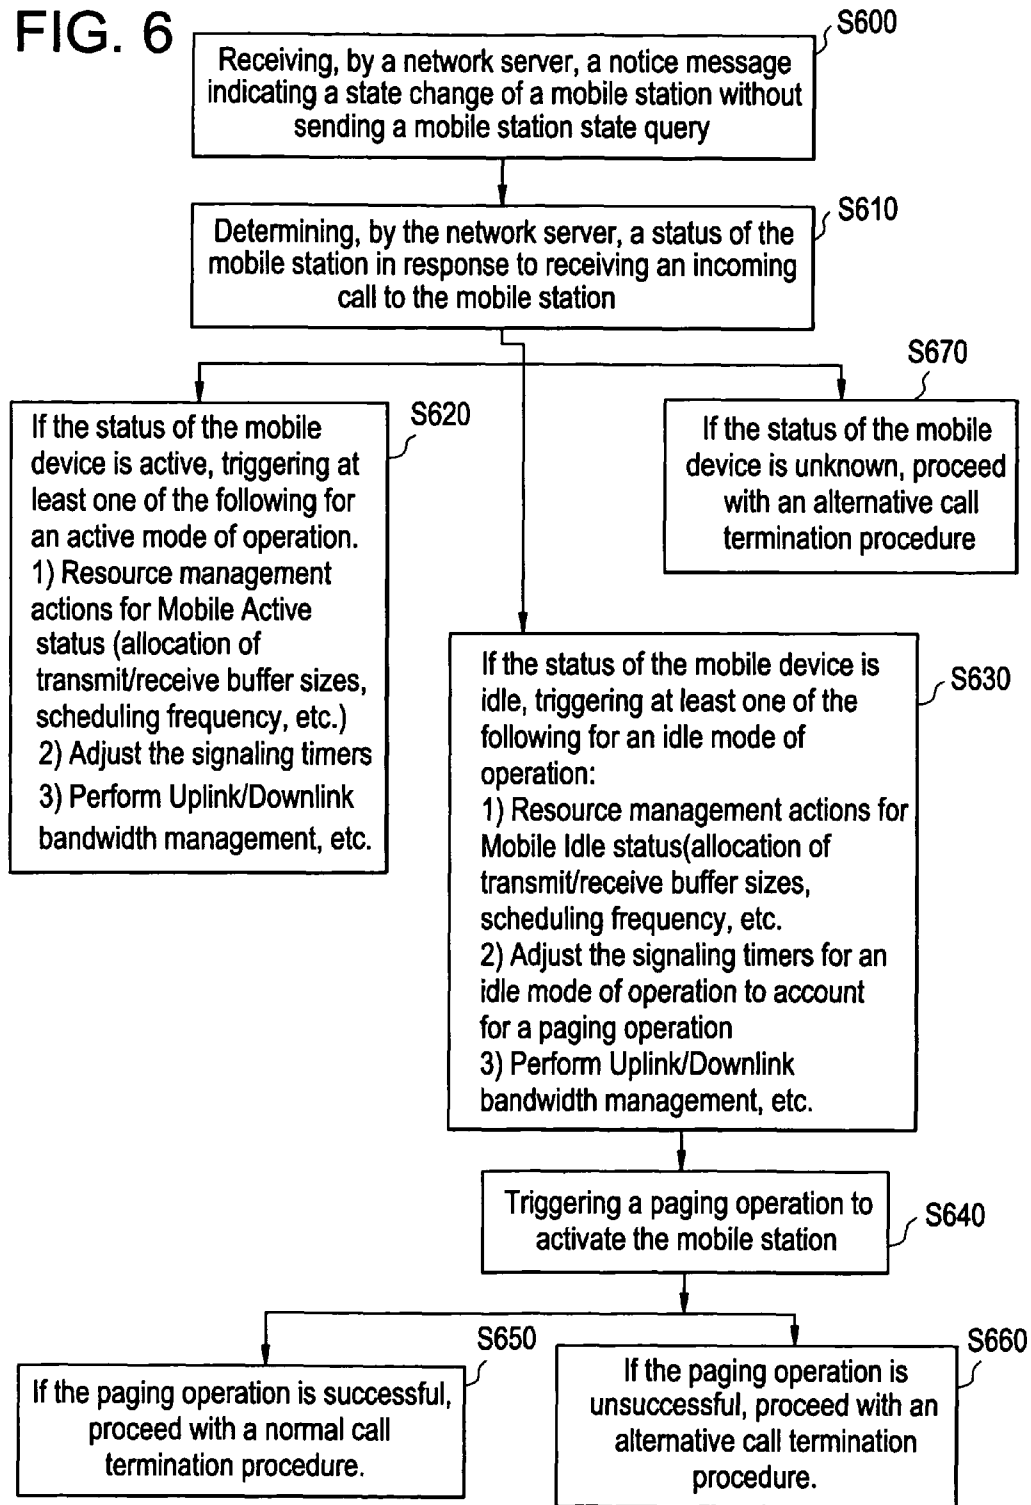 FIG. 6
S600
Receiving, by a network server, a notice message
indicating a state change of a mobile station without
sending a mobile station state query
S610
Determining, by the network server, a status of the
mobile station in response to receiving an incoming
call to the mobile station
S620
If the status of the mobile
device is active, triggering at
least one of the following for
an active mode of operation.
1) Resource management
actions for Mobile Active
status (allocation of
transmit/receive buffer sizes,
scheduling frequency, etc.)
2) Adjust the signaling timers
3) Perform Uplink/Downlink
bandwidth management, etc.
S670
If the status of the mobile
device is unknown, proceed
with an alternative call
termination procedure
S630
If the status of the mobile device is
idle, triggering at least one of the
following for an idle mode of
operation:
1) Resource management actions for
Mobile Idle status(allocation of
transmit/receive buffer sizes,
scheduling frequency, etc.
2) Adjust the signaling timers for an
idle mode of operation to account
for a paging operation
3) Perform Uplink/Downlink
bandwidth management, etc.
S640
Triggering a paging operation to
activate the mobile station
S650
If the paging operation is successful,
proceed with a normal call
termination procedure.
S660
If the paging operation is
unsuccessful, proceed with an
alternative call termination
procedure.